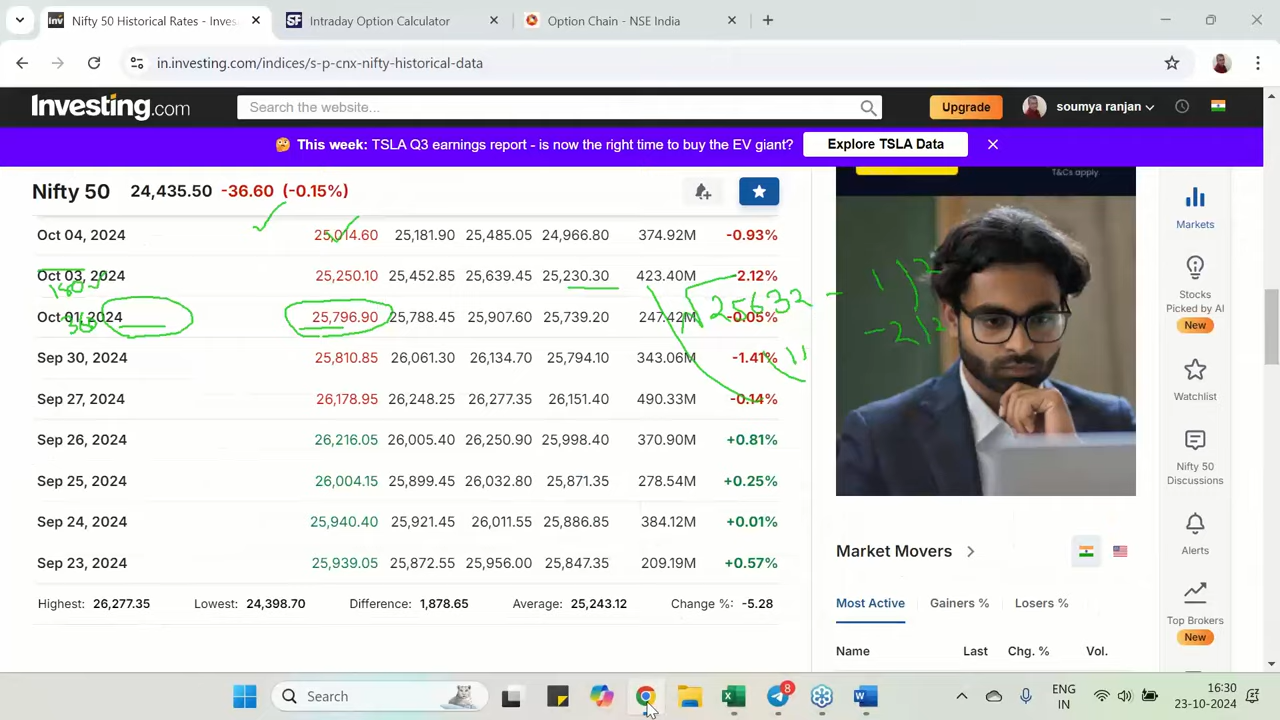 Nifty 50 Historical Rates - Inves
Intraday Option Calculator
Option Chain - NSE India
in.investing.com/indices/s-p-cnx-nifty-historical-data
Investing.com
Search the website...
Upgrade
soumya ranjan
This week: TSLA Q3 earnings report - is now the right time to buy the EV giant?
Explore TSLA Data
Nifty 50 24,435.50 -36.60 (-0.15%)
T&Cs apply
Oct 04, 2024 25,014.60 25,181.90 25,485.05 24,966.80 374.92M -0.93%
Oct 03, 2024 25,250.10 25,452.85 25,639.45 25,230.30 423.40M -2.12%
180
Oct 01, 2024 25,796.90 25,788.45 25,907.60 25,739.20 247.42M -0.05%
360
√25632 - 1)2
-2)2
Sep 30, 2024 25,810.85 26,061.30 26,134.70 25,794.10 343.06M -1.41%
11
Sep 27, 2024 26,178.95 26,248.25 26,277.35 26,151.40 490.33M -0.14%
Sep 26, 2024 26,216.05 26,005.40 26,250.90 25,998.40 370.90M +0.81%
Sep 25, 2024 26,004.15 25,899.45 26,032.80 25,871.35 278.54M +0.25%
Sep 24, 2024 25,940.40 25,921.45 26,011.55 25,886.85 384.12M +0.01%
Sep 23, 2024 25,939.05 25,872.55 25,956.00 25,847.35 209.19M +0.57%
Highest: 26,277.35 Lowest: 24,398.70 Difference: 1,878.65 Average: 25,243.12 Change %: -5.28
Market Movers
Most Active Gainers % Losers %
Name Last Chg. % Vol.
Markets
Stocks
Picked by AI
New
Watchlist
Nifty 50
Discussions
Alerts
Top Brokers
New
Search
8
ENG
IN
16:30
23-10-2024